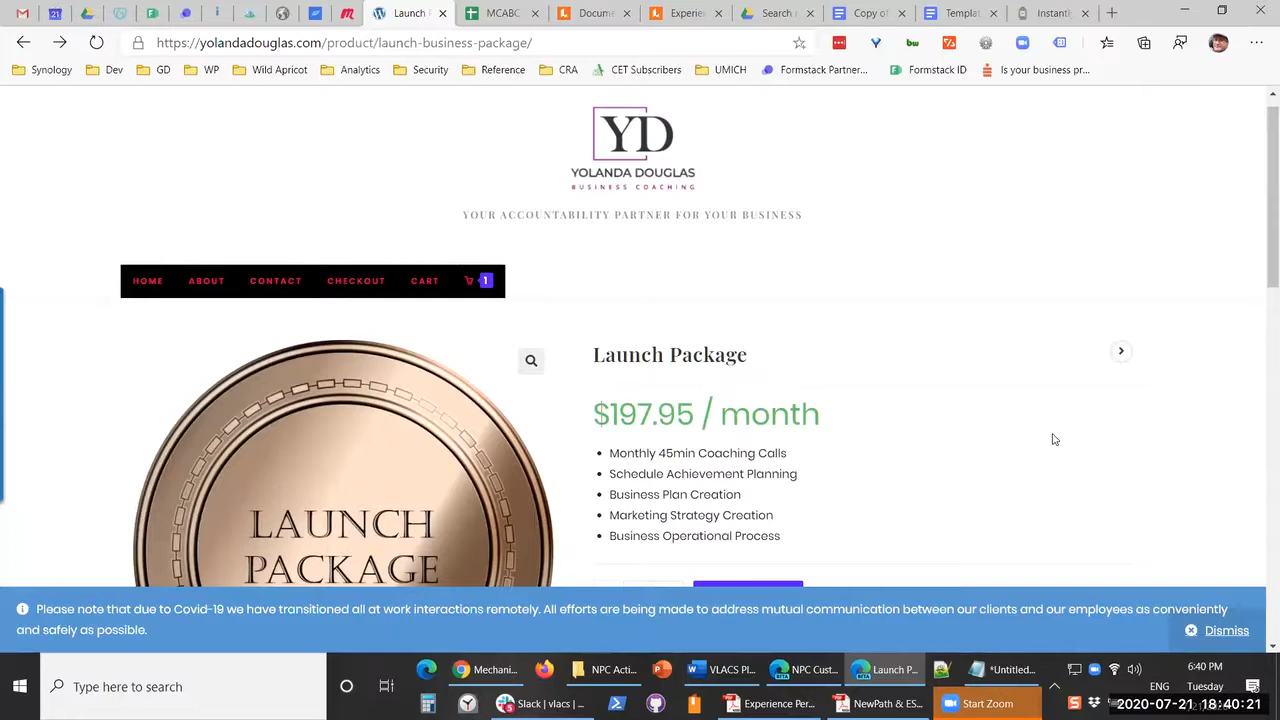 Launch P
MCABC
Docume
Experie
Search
Copy of
Templat
Instant
https://yolandadouglas.com/product/launch-business-package/
Synology
Dev
GD
WP
Wild Apricot
Analytics
Security
Reference
CRA
CET Subscribers
UMICH
Formstack Partner...
Formstack ID
Is your business pr...
YD
YOLANDA DOUGLAS
BUSINESS COACHING
YOUR ACCOUNTABILITY PARTNER FOR YOUR BUSINESS
HOME ABOUT CONTACT CHECKOUT CART 1
Launch Package
$197.95 / month
Monthly 45min Coaching Calls
Schedule Achievement Planning
Business Plan Creation
Marketing Strategy Creation
Business Operational Process
LAUNCH
PACKAGE
Please note that due to Covid-19 we have transitioned all at work interactions remotely. All efforts are being made to address mutual communication between our clients and our employees as conveniently
and safely as possible.
Dismiss
Mechani...
NPC Acti...
VLACS Pl...
NPC Cust...
Launch P...
*Untitled...
6:40 PM
Type here to search
Slack | vlacs |...
Experience Per...
NewPath & ES...
Start Zoom
ENG
Tuesday
2020-07-21 18:40:21